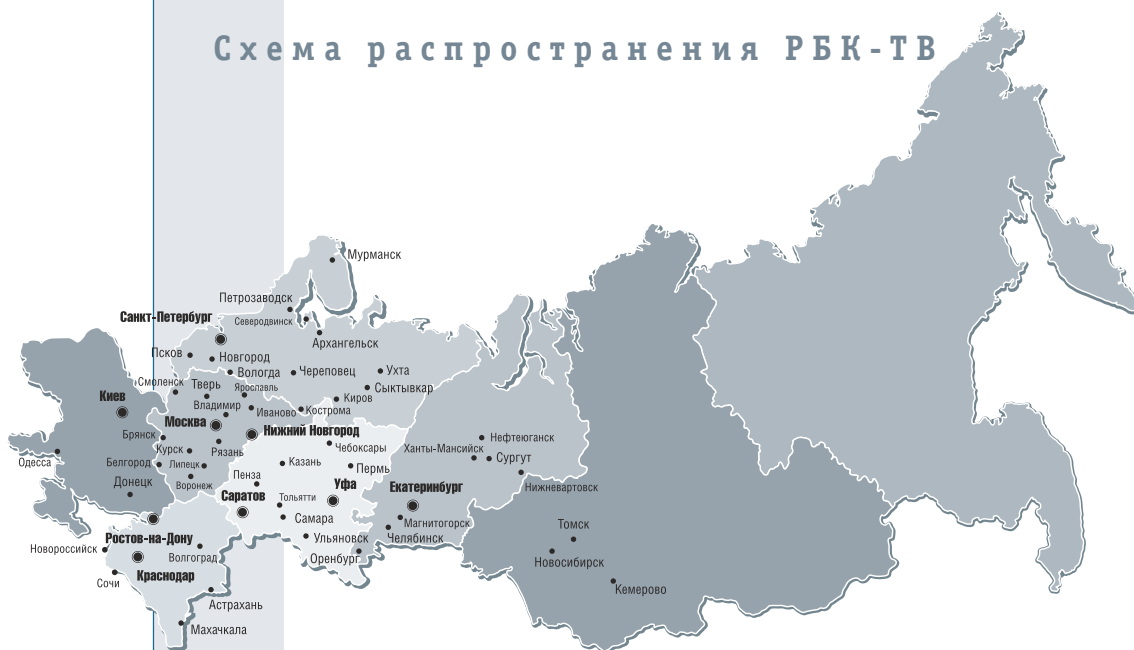 Схема распространения РБК-ТВ
Мурманск
Петрозаводск
Санкт-Петербург
Северодвинск
Архангельск
Псков
Новгород
Вологда
Череповец
Ухта
Смоленск
Тверь
Ярославль
Сыктывкар
Киев
Владимир
Иваново
Кострома
Киров
Москва
Нижний Новгород
Брянск
Нефтеюганск
Курск
Рязань
Чебоксары
Ханты-Мансийск
Сургут
Одесса
Белгород
Липецк
Казань
Пермь
Донецк
Воронеж
Пенза
Уфа
Екатеринбург
Нижневартовск
Саратов
Тольятти
Самара
Магнитогорск
Томск
Ростов-на-Дону
Ульяновск
Челябинск
Новороссийск
Волгоград
Оренбург
Новосибирск
Сочи
Краснодар
Кемерово
Астрахань
Махачкала